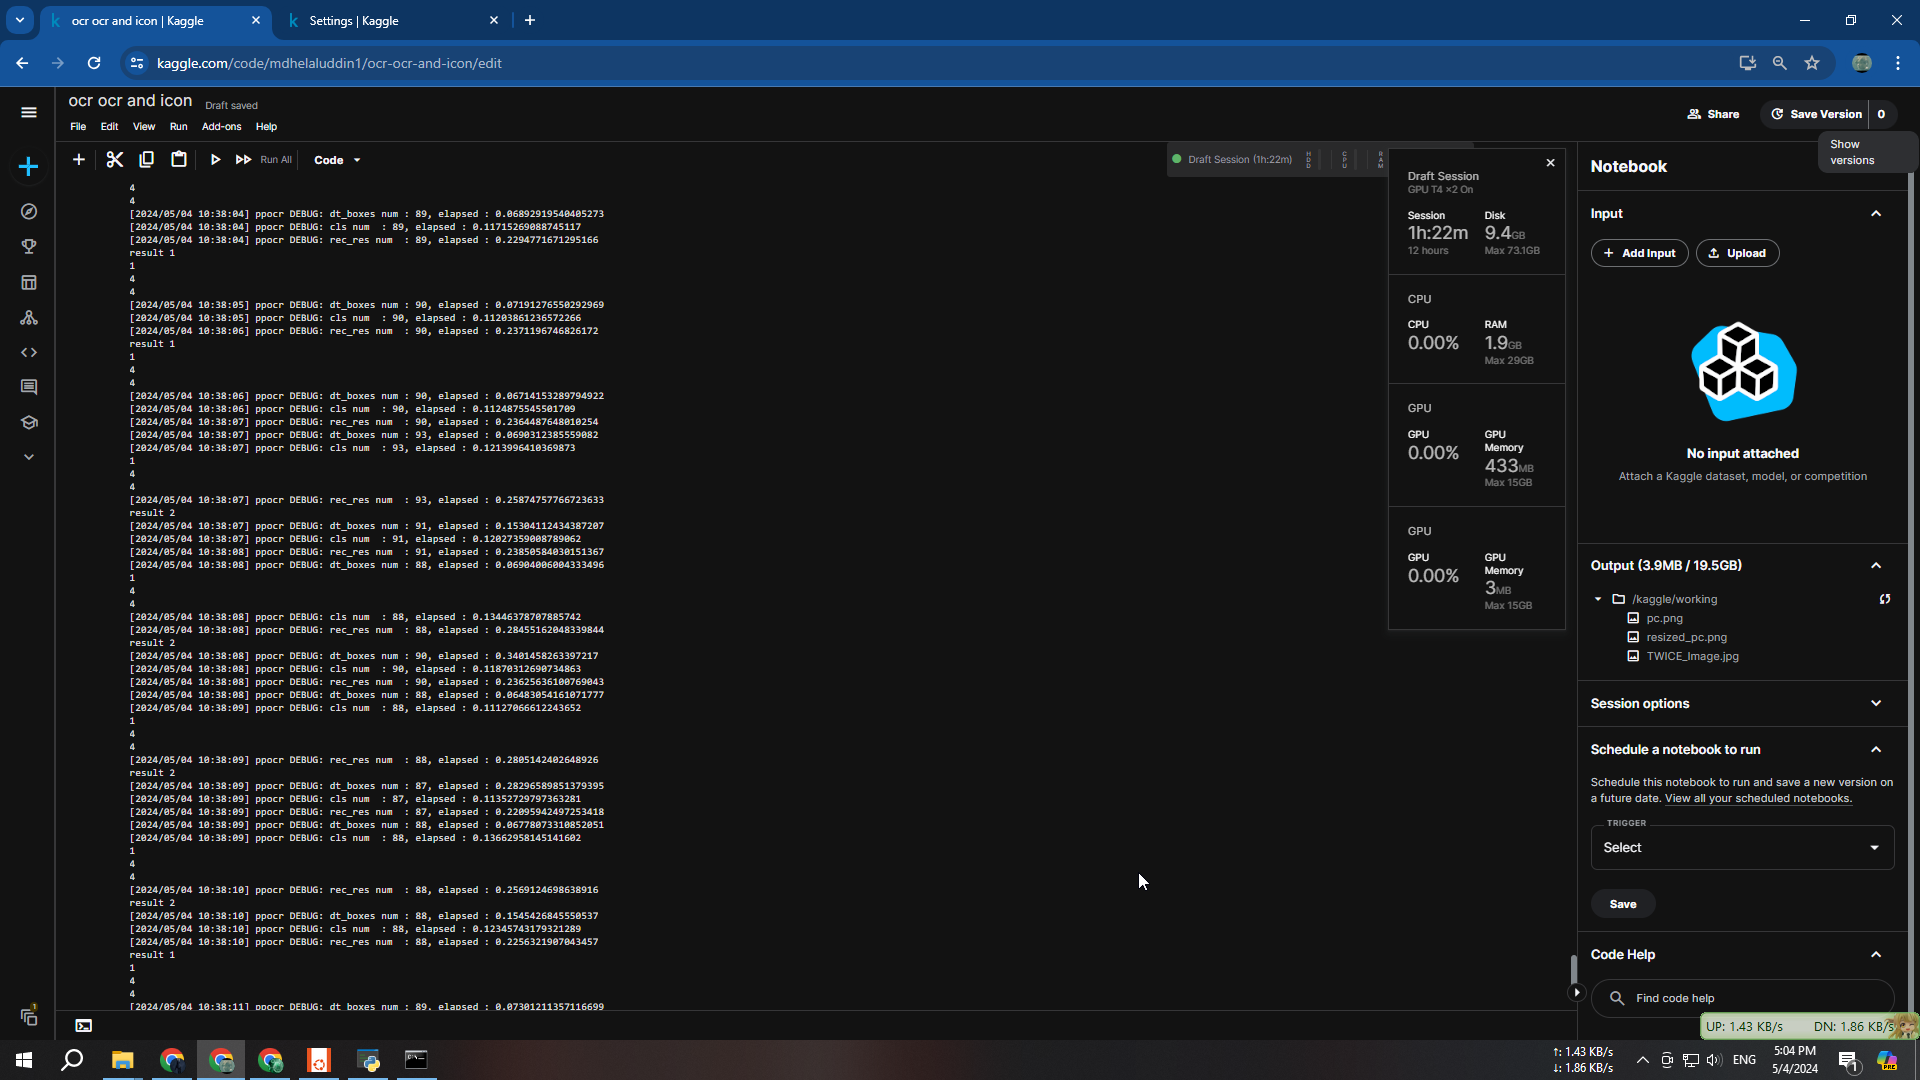 ocr ocr and icon | Kaggle
Settings | Kaggle
kaggle.com/code/mdhelaluddin1/ocr-ocr-and-icon/edit
ocr ocr and icon
Draft saved
File Edit View Run Add-ons Help
Share
Save Version
0
Show versions
Run All
Code
Draft Session (1h:22m)
HDD
CPU
RAM
4
4
[2024/05/04 10:38:04] ppocr DEBUG: dt_boxes num : 89, elapsed : 0.06892919540405273
[2024/05/04 10:38:04] ppocr DEBUG: cls num  : 89, elapsed : 0.11715269088745117
[2024/05/04 10:38:04] ppocr DEBUG: rec_res num  : 89, elapsed : 0.2294771671295166
result 1
1
4
4
[2024/05/04 10:38:05] ppocr DEBUG: dt_boxes num : 90, elapsed : 0.07191276550292969
[2024/05/04 10:38:05] ppocr DEBUG: cls num  : 90, elapsed : 0.11203861236572266
[2024/05/04 10:38:06] ppocr DEBUG: rec_res num  : 90, elapsed : 0.2371196746826172
result 1
1
4
4
[2024/05/04 10:38:06] ppocr DEBUG: dt_boxes num : 90, elapsed : 0.06714153289794922
[2024/05/04 10:38:06] ppocr DEBUG: cls num  : 90, elapsed : 0.1124875545501709
[2024/05/04 10:38:07] ppocr DEBUG: rec_res num  : 90, elapsed : 0.2364487648010254
[2024/05/04 10:38:07] ppocr DEBUG: dt_boxes num : 93, elapsed : 0.0690312385559082
[2024/05/04 10:38:07] ppocr DEBUG: cls num  : 93, elapsed : 0.1213996410369873
1
4
4
[2024/05/04 10:38:07] ppocr DEBUG: rec_res num  : 93, elapsed : 0.25874757766723633
result 2
[2024/05/04 10:38:07] ppocr DEBUG: dt_boxes num : 91, elapsed : 0.15304112434387207
[2024/05/04 10:38:07] ppocr DEBUG: cls num  : 91, elapsed : 0.12027359008789062
[2024/05/04 10:38:08] ppocr DEBUG: rec_res num  : 91, elapsed : 0.23850584030151367
[2024/05/04 10:38:08] ppocr DEBUG: dt_boxes num : 88, elapsed : 0.06904006004333496
1
4
4
[2024/05/04 10:38:08] ppocr DEBUG: cls num  : 88, elapsed : 0.13446378707885742
[2024/05/04 10:38:08] ppocr DEBUG: rec_res num  : 88, elapsed : 0.28455162048339844
result 2
[2024/05/04 10:38:08] ppocr DEBUG: dt_boxes num : 90, elapsed : 0.3401458263397217
[2024/05/04 10:38:08] ppocr DEBUG: cls num  : 90, elapsed : 0.11870312690734863
[2024/05/04 10:38:08] ppocr DEBUG: rec_res num  : 90, elapsed : 0.23625636100769043
[2024/05/04 10:38:08] ppocr DEBUG: dt_boxes num : 88, elapsed : 0.06483054161071777
[2024/05/04 10:38:09] ppocr DEBUG: cls num  : 88, elapsed : 0.11127066612243652
1
4
4
[2024/05/04 10:38:09] ppocr DEBUG: rec_res num  : 88, elapsed : 0.2805142402648926
result 2
[2024/05/04 10:38:09] ppocr DEBUG: dt_boxes num : 87, elapsed : 0.28296589851379395
[2024/05/04 10:38:09] ppocr DEBUG: cls num  : 87, elapsed : 0.11352729797363281
[2024/05/04 10:38:09] ppocr DEBUG: rec_res num  : 87, elapsed : 0.22095942497253418
[2024/05/04 10:38:09] ppocr DEBUG: dt_boxes num : 88, elapsed : 0.06778073310852051
[2024/05/04 10:38:09] ppocr DEBUG: cls num  : 88, elapsed : 0.13662958145141602
1
4
4
[2024/05/04 10:38:10] ppocr DEBUG: rec_res num  : 88, elapsed : 0.2569124698638916
result 2
[2024/05/04 10:38:10] ppocr DEBUG: dt_boxes num : 88, elapsed : 0.1545426845550537
[2024/05/04 10:38:10] ppocr DEBUG: cls num  : 88, elapsed : 0.12345743179321289
[2024/05/04 10:38:10] ppocr DEBUG: rec_res num  : 88, elapsed : 0.2256321907043457
result 1
1
4
4
[2024/05/04 10:38:11] ppocr DEBUG: dt_boxes num : 89, elapsed : 0.07301211357116699
Draft Session
GPU T4 ×2 On
Session Disk
1h:22m 9.4GB
12 hours Max 73.1GB
CPU
CPU RAM
0.00% 1.9GB
Max 29GB
GPU
GPU GPU Memory
0.00% 433MB
Max 15GB
GPU
GPU GPU Memory
0.00% 3MB
Max 15GB
Notebook
Input
Add Input
Upload
No input attached
Attach a Kaggle dataset, model, or competition
Output (3.9MB / 19.5GB)
/kaggle/working
pc.png
resized_pc.png
TWICE_Image.jpg
Session options
Schedule a notebook to run
Schedule this notebook to run and save a new version on
a future date. View all your scheduled notebooks.
TRIGGER
Select
Save
Code Help
Find code help
UP: 1.43 KB/s DN: 1.86 KB/s
1
↑: 1.43 KB/s
↓: 1.86 KB/s
ENG
5:04 PM
5/4/2024
1
PRE